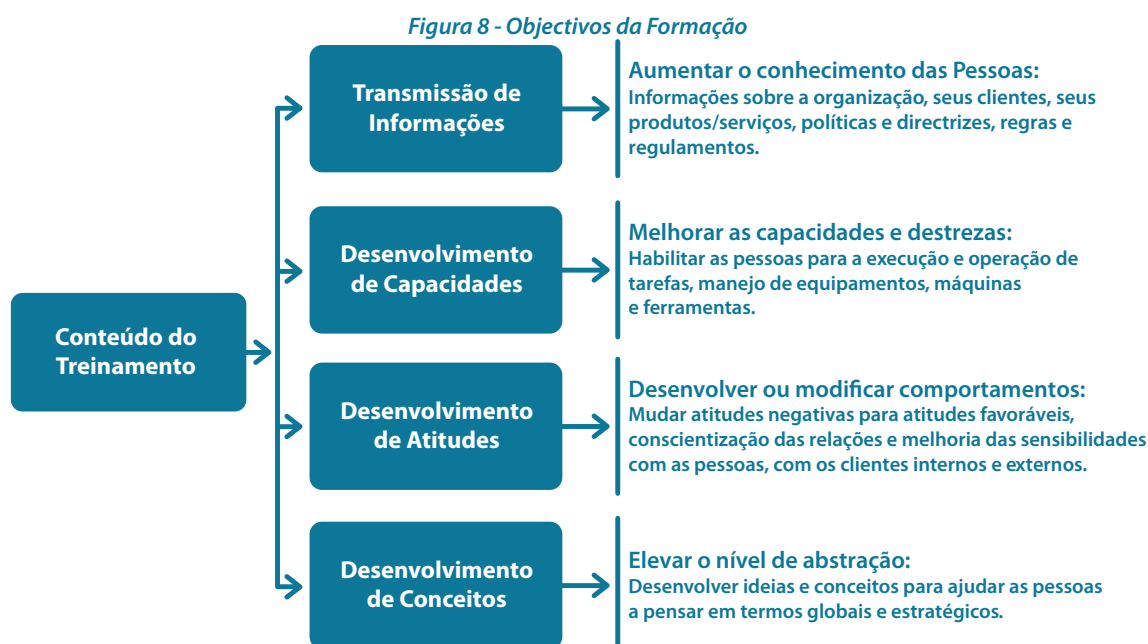 Figura 8 - Objectivos da Formação
Transmissão de
Informações
Aumentar o conhecimento das Pessoas:
Informações sobre a organização, seus clientes, seus
produtos/serviços, políticas e directrizes, regras e
regulamentos.
Desenvolvimento
de Capacidades
Melhorar as capacidades e destrezas:
Habilitar as pessoas para a execução e operação de
tarefas, manejo de equipamentos, máquinas
e ferramentas.
Conteúdo do
Treinamento
Desenvolvimento
de Atitudes
Desenvolver ou modificar comportamentos:
Mudar atitudes negativas para atitudes favoráveis,
conscientização das relações e melhoria das sensibilidades
com as pessoas, com os clientes internos e externos.
Desenvolvimento
de Conceitos
Elevar o nível de abstração:
Desenvolver ideias e conceitos para ajudar as pessoas
a pensar em termos globais e estratégicos.